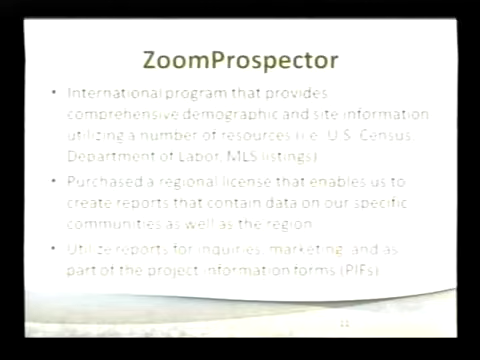 ZoomProspector
• International program that provides
comprehensive demographic and site information
utilizing a number of resources (i.e. U.S. Census
Department of Labor, MLS listings)
• Purchased a regional license that enables us to
create reports that contain data on our specific
communities as well as the region
• Utilize reports for inquiries, marketing, and as
part of the project information forms (PIFs)